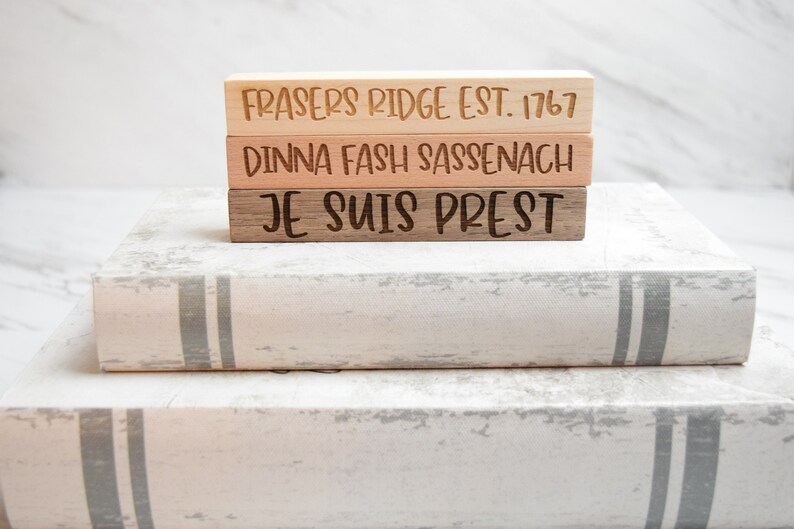 FRASERS RIDGE EST. 1767
DINNA FASH SASSENACH
JE SUIS PREST